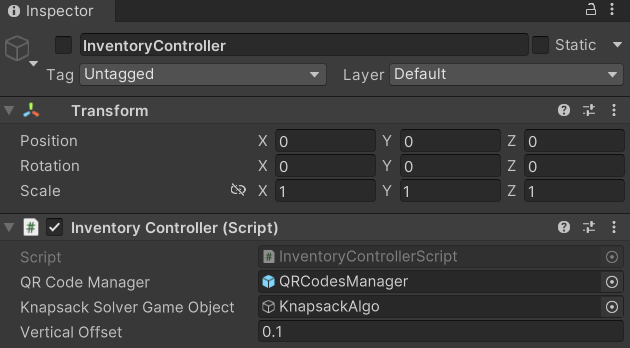 Inspector
InventoryController Static
Tag Untagged Layer Default
Transform
Position X 0 Y 0 Z 0
Rotation X 0 Y 0 Z 0
Scale X 1 Y 1 Z 1
# Inventory Controller (Script)
Script # InventoryControllerScript
QR Code Manager QRCodesManager
Knapsack Solver Game Object KnapsackAlgo
Vertical Offset 0.1